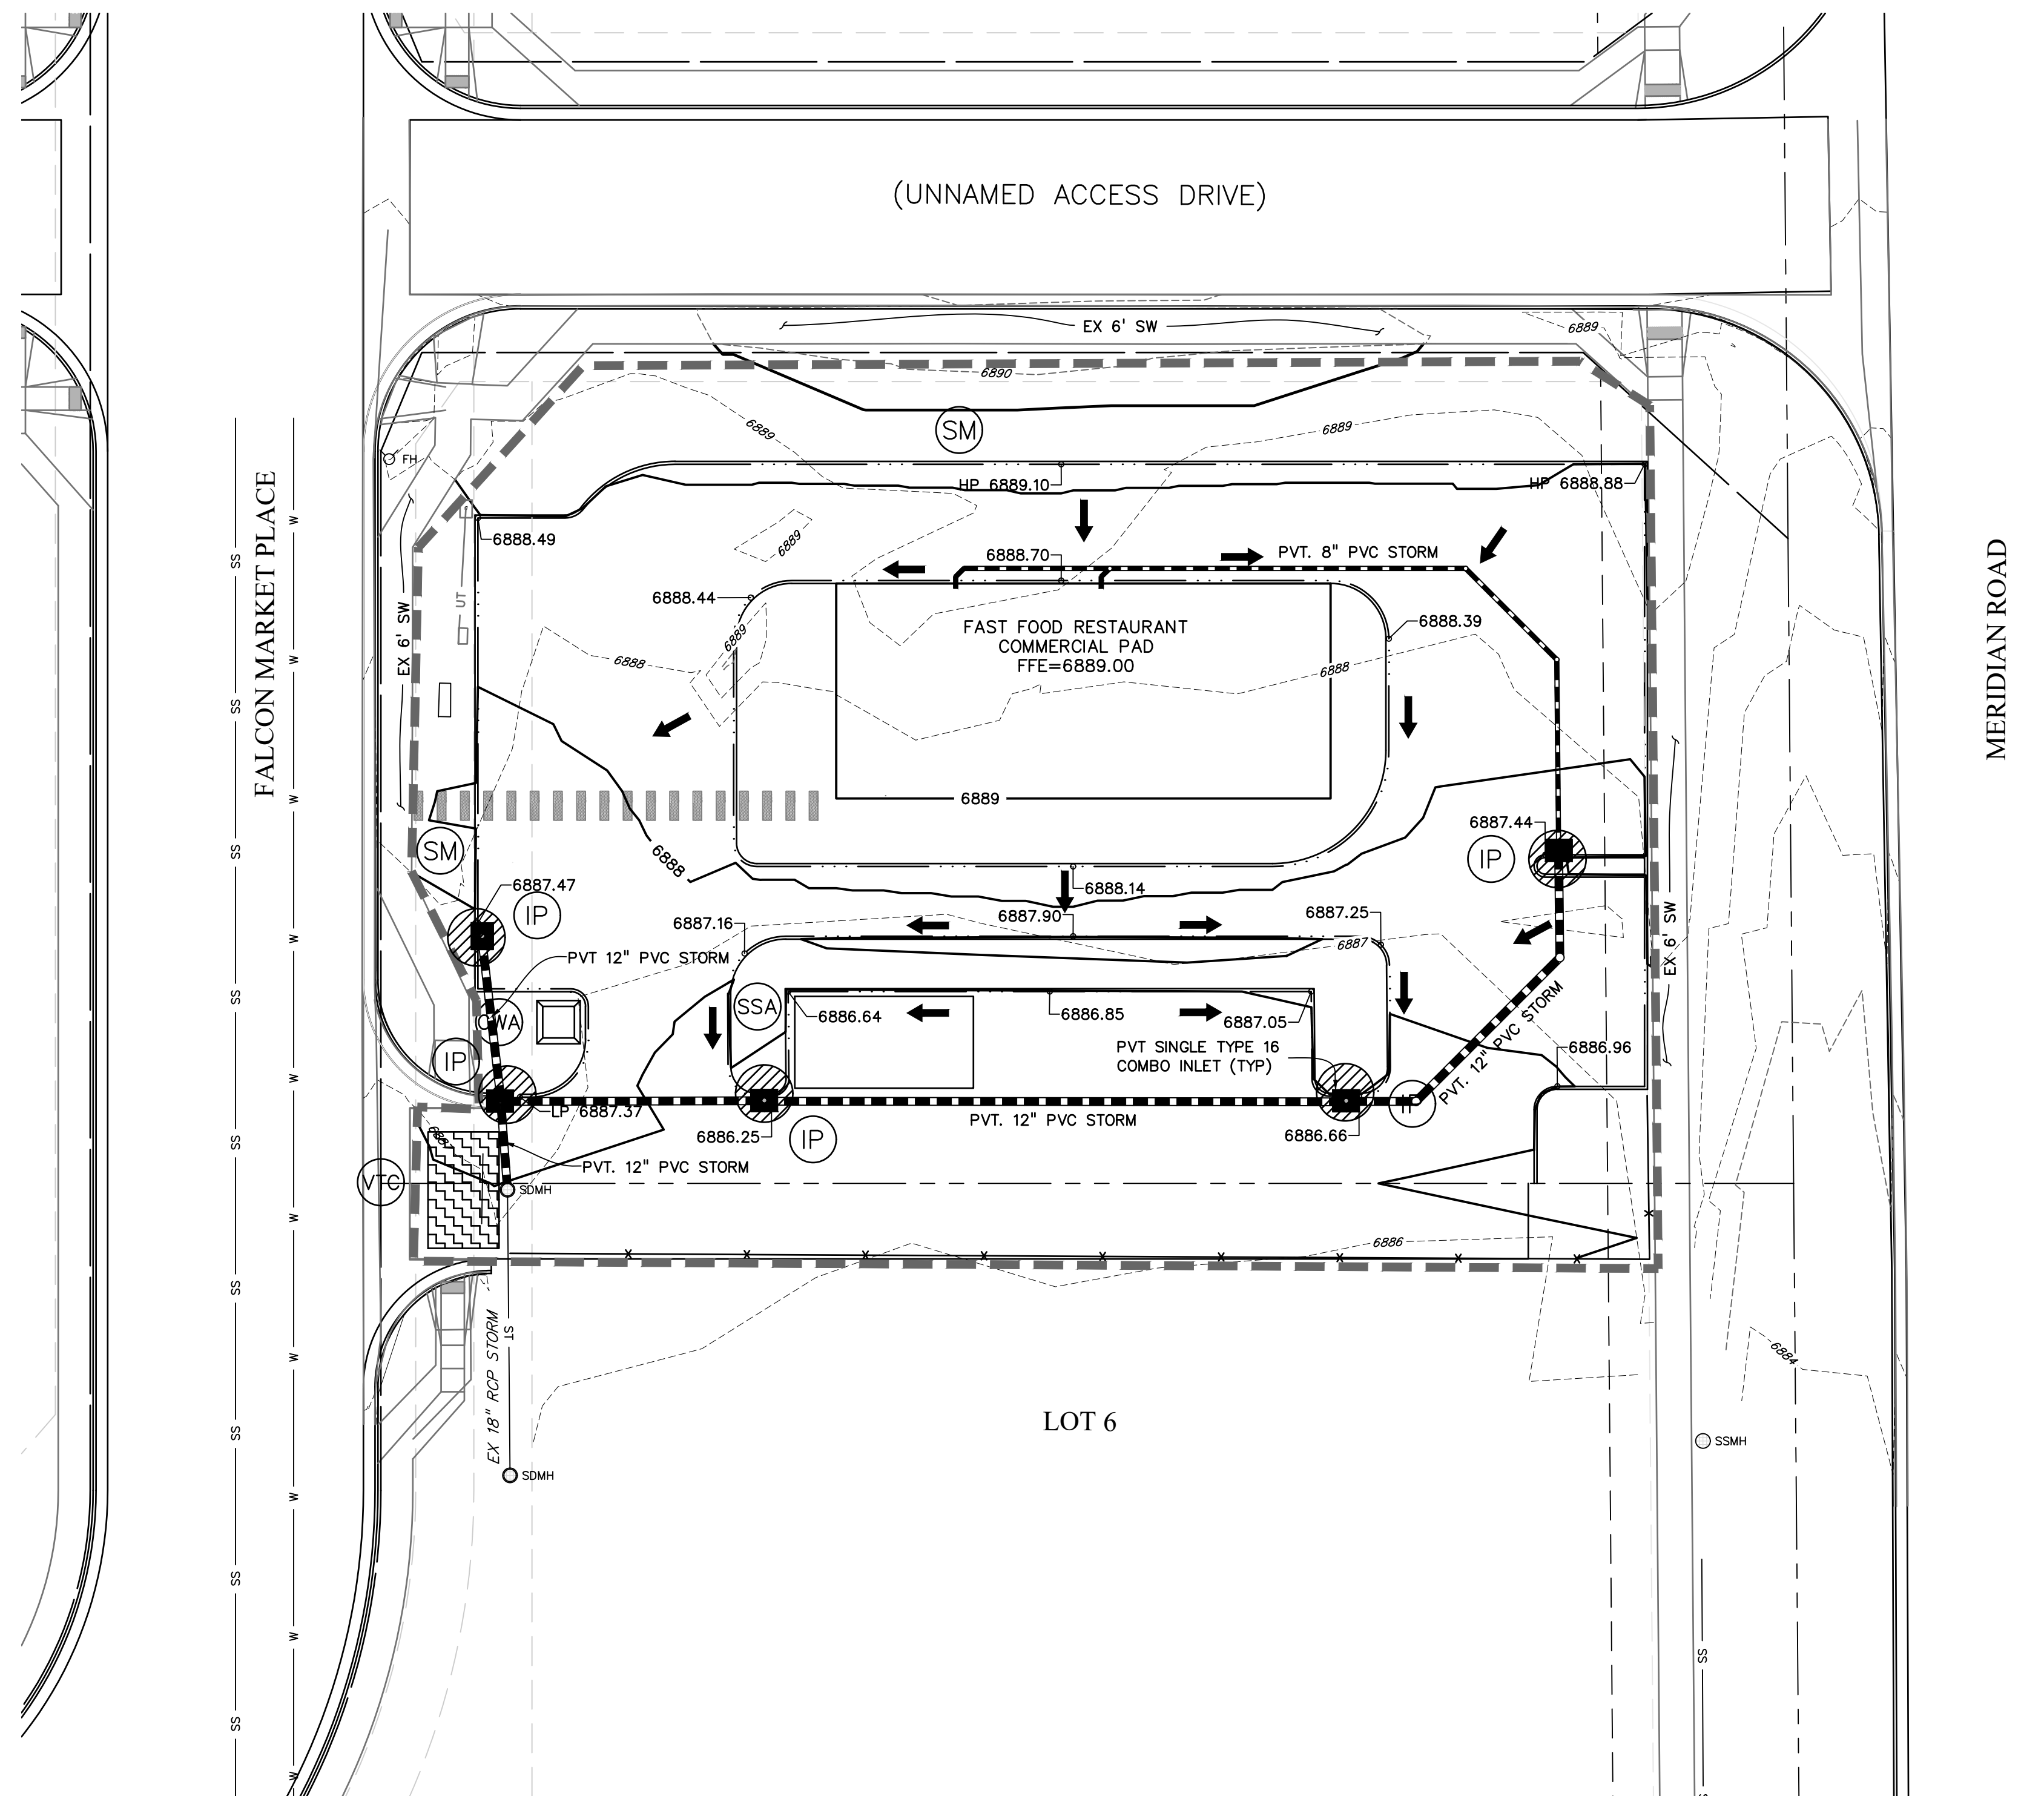 (UNNAMED ACCESS DRIVE)
EX 6' SW
6889
6890
SM
6889
6889
FH
HP 6889.10
HP 6888.88
6888.49
6889
6888.70
PVT. 8" PVC STORM
FALCON MARKET PLACE
MERIDIAN ROAD
SS
W
EX 6' SW
UT
6888.44
6889
FAST FOOD RESTAURANT
COMMERCIAL PAD
FFE=6889.00
6888.39
6888
6888
6889
6888
SM
6887.44
IP
6887.47
IP
6888.14
6887.16
6887.90
6887.25
6887
EX 6' SW
PVT 12" PVC STORM
SSA
CWA
6886.64
6886.85
6887.05
PVT SINGLE TYPE 16
COMBO INLET (TYP)
PVT. 12" PVC STORM
6886.96
IP
LP 6887.37
IP
PVT. 12" PVC STORM
6886.25
IP
6886.66
PVT. 12" PVC STORM
VTC
SDMH
X X X X X X X X X
X
6886
EX 18" RCP STORM
ST
6884
LOT 6
SSMH
SDMH
SS